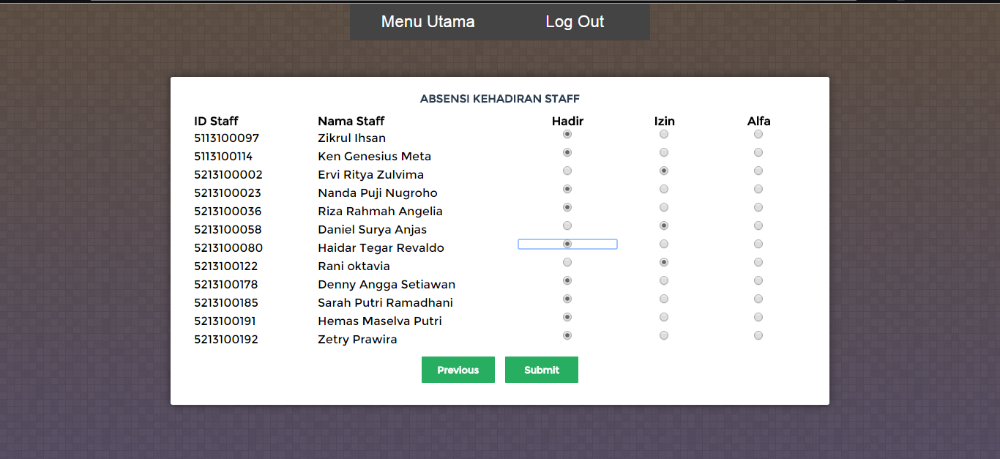 Menu Utama Log Out
ABSENSI KEHADIRAN STAFF
ID Staff Nama Staff Hadir Izin Alfa
5113100097 Zikrul Ihsan
5113100114 Ken Genesius Meta
5213100002 Ervi Ritya Zulvima
5213100023 Nanda Puji Nugroho
5213100036 Riza Rahmah Angelia
5213100058 Daniel Surya Anjas
5213100080 Haidar Tegar Revaldo
5213100122 Rani oktavia
5213100178 Denny Angga Setiawan
5213100185 Sarah Putri Ramadhani
5213100191 Hemas Maselva Putri
5213100192 Zetry Prawira
Previous Submit